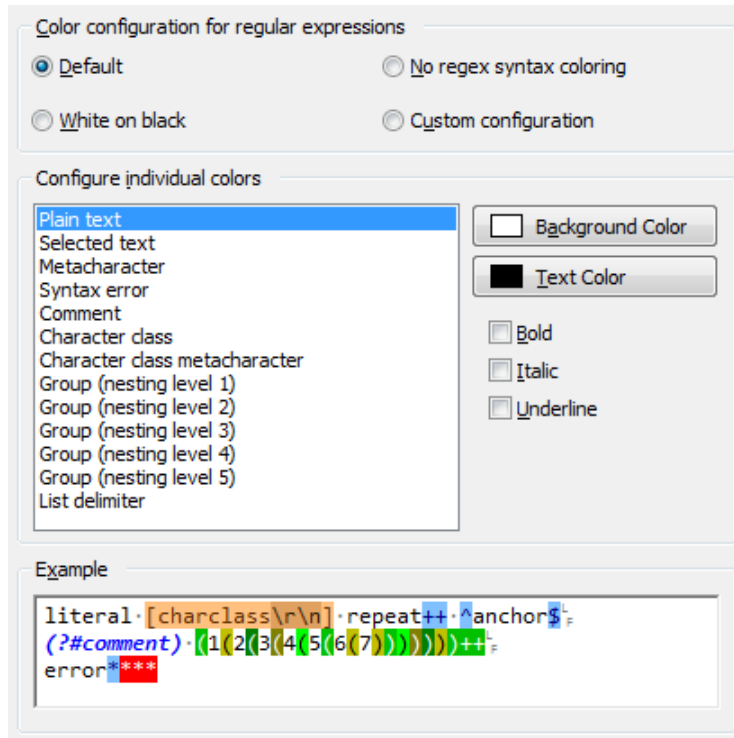 Color configuration for regular expressions
Default
No regex syntax coloring
White on black
Custom configuration
Configure individual colors
Plain text
Selected text
Metacharacter
Syntax error
Comment
Character class
Character class metacharacter
Group (nesting level 1)
Group (nesting level 2)
Group (nesting level 3)
Group (nesting level 4)
Group (nesting level 5)
List delimiter
Background Color
Text Color
Bold
Italic
Underline
Example
literal·[charclass\r\n]·repeat++·^anchor$␊
(?#comment)·(1(2(3(4(5(6(7)))))))++␊
error****